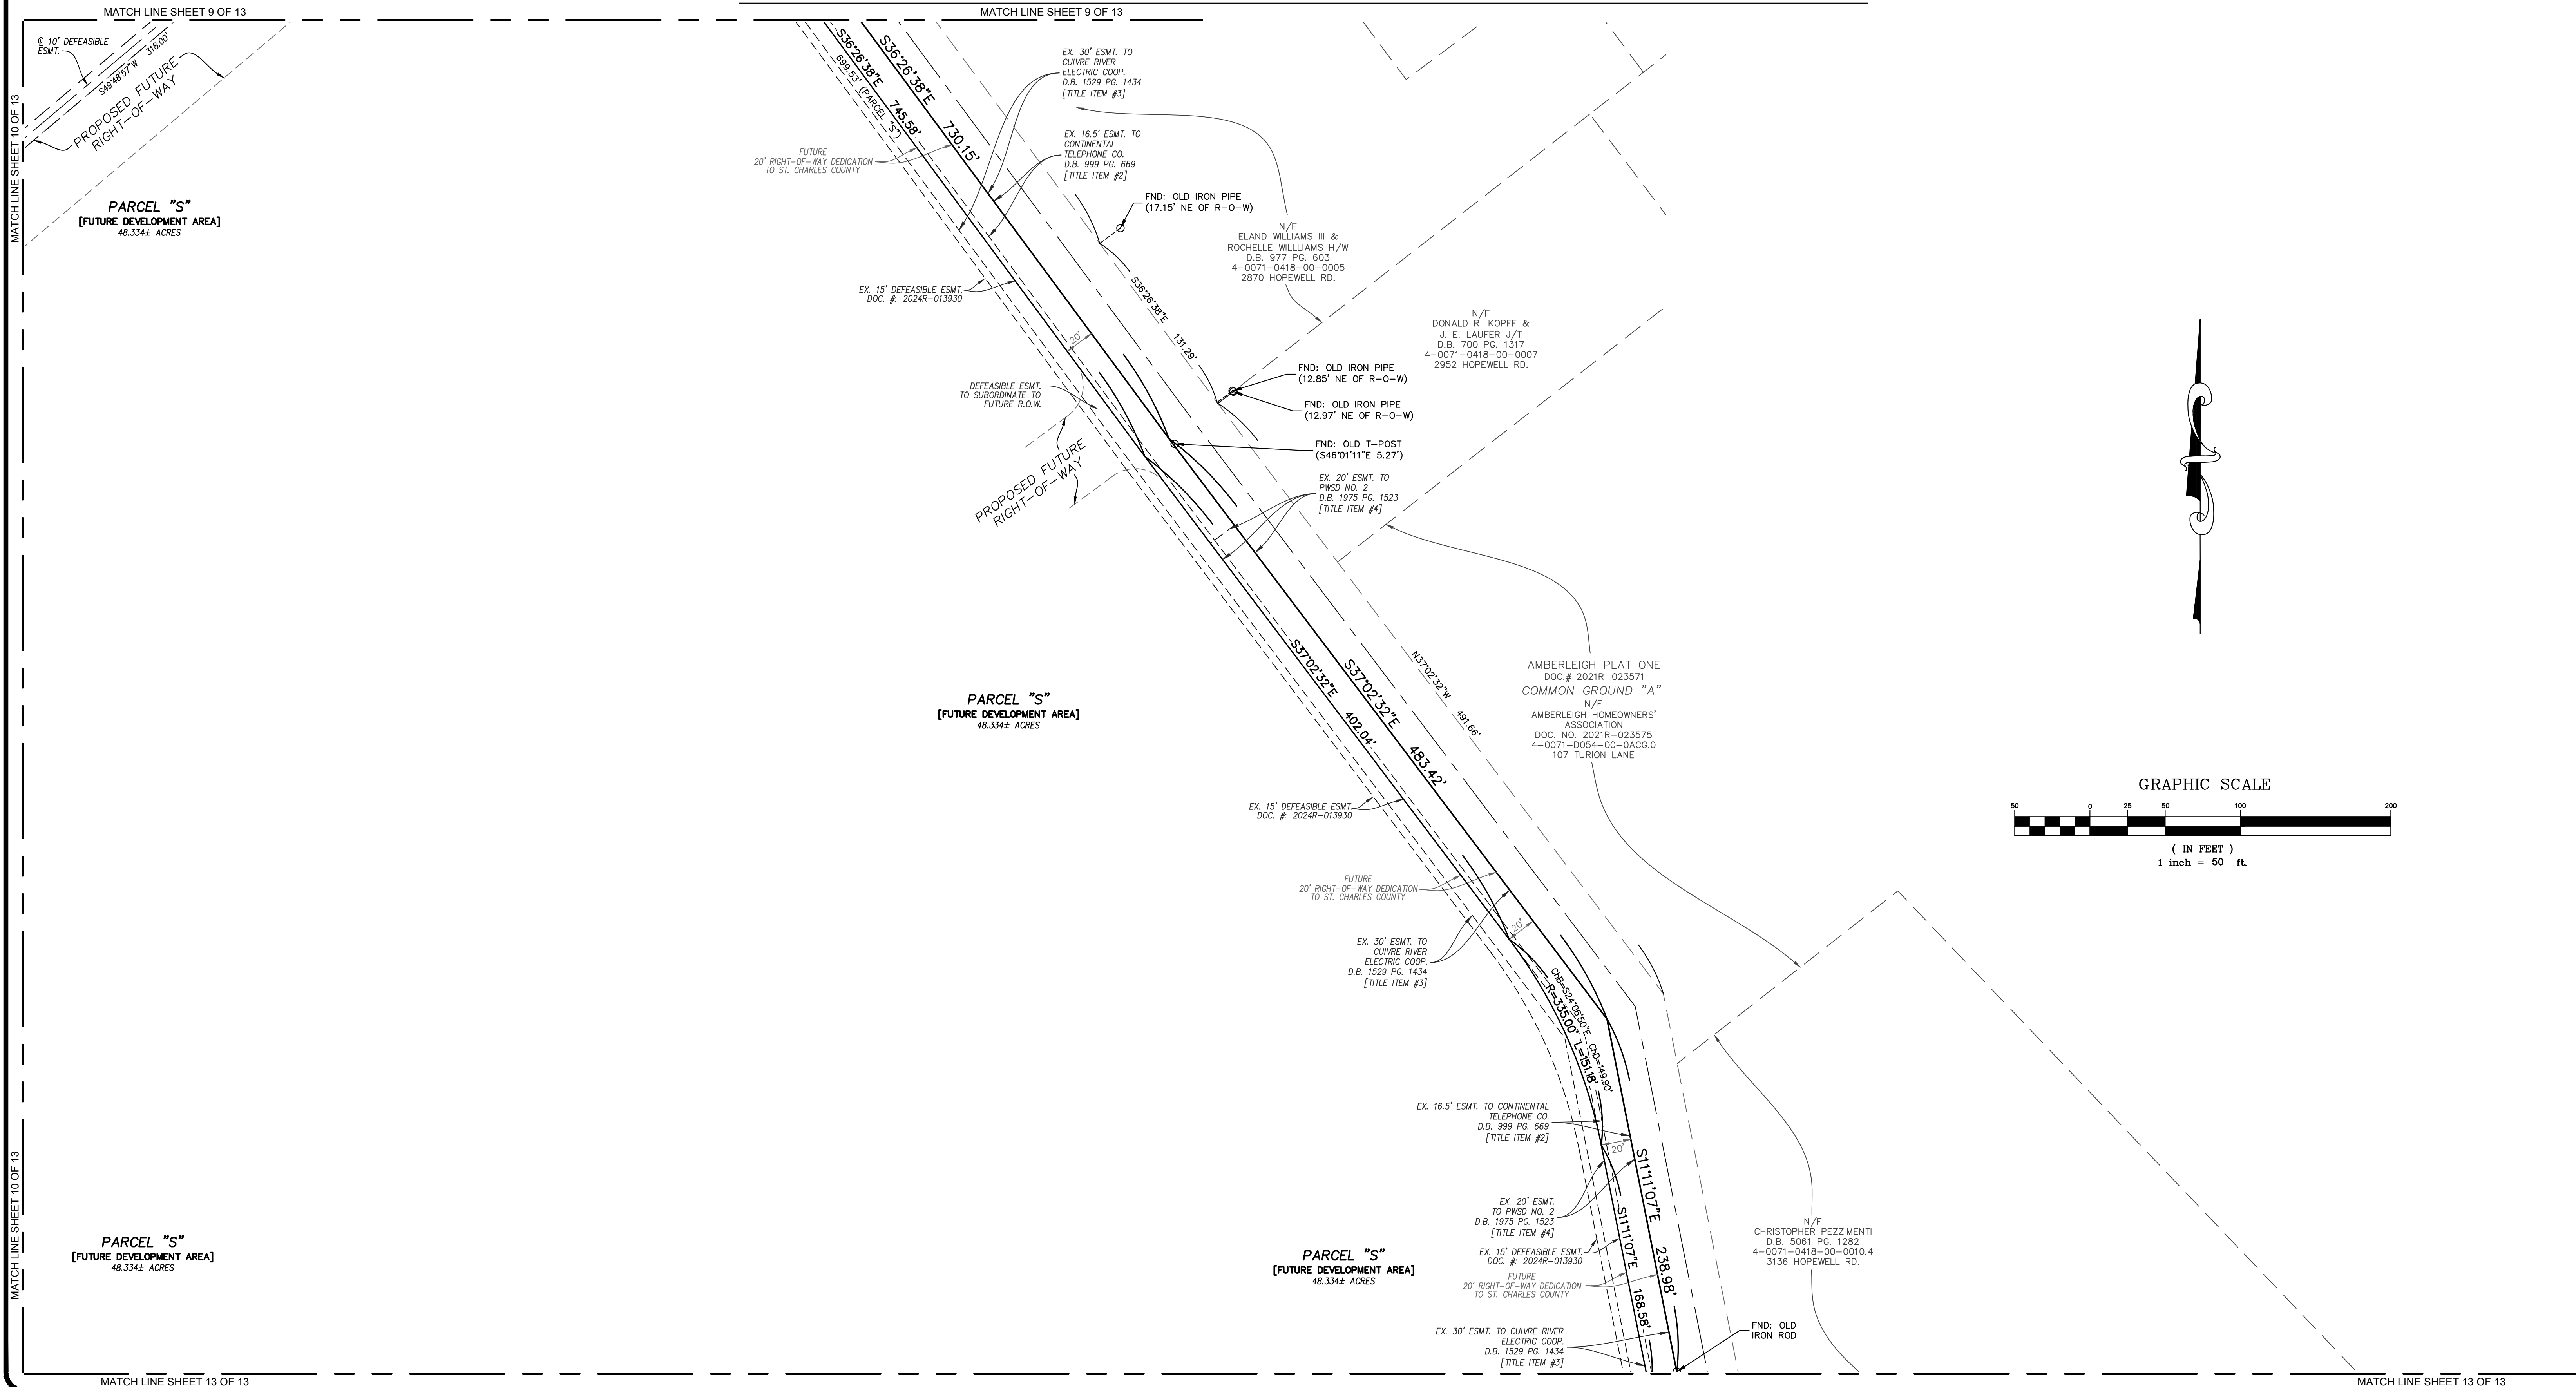 MATCH LINE SHEET 9 OF 13
MATCH LINE SHEET 9 OF 13
℄ 10' DEFEASIBLE
ESMT.
318.00'
S49°48'57"W
PROPOSED FUTURE
RIGHT-OF-WAY
MATCH LINE SHEET 10 OF 13
PARCEL "S"
[FUTURE DEVELOPMENT AREA]
48.334± ACRES
S36°26'38"E
745.58'
699.53' (PARCEL "S")
S36°26'38"E
730.15'
EX. 30' ESMT. TO
CUIVRE RIVER
ELECTRIC COOP.
D.B. 1529 PG. 1434
[TITLE ITEM #3]
EX. 16.5' ESMT. TO
CONTINENTAL
TELEPHONE CO.
D.B. 999 PG. 669
[TITLE ITEM #2]
FUTURE
20' RIGHT-OF-WAY DEDICATION
TO ST. CHARLES COUNTY
FND: OLD IRON PIPE
(17.15' NE OF R-O-W)
N/F
ELAND WILLIAMS III &
ROCHELLE WILLLIAMS H/W
D.B. 977 PG. 603
4-0071-0418-00-0005
2870 HOPEWELL RD.
EX. 15' DEFEASIBLE ESMT.
DOC. #: 2024R-013930
S36°26'38"E
131.29'
20'
N/F
DONALD R. KOPFF &
J. E. LAUFER J/T
D.B. 700 PG. 1317
4-0071-0418-00-0007
2952 HOPEWELL RD.
FND: OLD IRON PIPE
(12.85' NE OF R-O-W)
FND: OLD IRON PIPE
(12.97' NE OF R-O-W)
DEFEASIBLE ESMT.
TO SUBORDINATE TO
FUTURE R.O.W.
FND: OLD T-POST
(S46°01'11"E 5.27')
PROPOSED FUTURE
RIGHT-OF-WAY
EX. 20' ESMT. TO
PWSD NO. 2
D.B. 1975 PG. 1523
[TITLE ITEM #4]
S37°02'32"E
402.04'
S37°02'32"E
483.42'
N37°02'32"W
491.66'
AMBERLEIGH PLAT ONE
DOC.# 2021R-023571
COMMON GROUND "A"
N/F
AMBERLEIGH HOMEOWNERS'
ASSOCIATION
DOC. NO. 2021R-023575
4-0071-D054-00-0ACG.0
107 TURION LANE
PARCEL "S"
[FUTURE DEVELOPMENT AREA]
48.334± ACRES
GRAPHIC SCALE
50 0 25 50 100 200
( IN FEET )
1 inch = 50 ft.
EX. 15' DEFEASIBLE ESMT.
DOC. #: 2024R-013930
FUTURE
20' RIGHT-OF-WAY DEDICATION
TO ST. CHARLES COUNTY
20'
EX. 30' ESMT. TO
CUIVRE RIVER
ELECTRIC COOP.
D.B. 1529 PG. 1434
[TITLE ITEM #3]
ChB=S24°06'50"E
ChD=149.90'
R=335.00'
L=151.18'
EX. 16.5' ESMT. TO CONTINENTAL
TELEPHONE CO.
D.B. 999 PG. 669
[TITLE ITEM #2]
20'
S11°11'07"E
238.98'
EX. 20' ESMT.
TO PWSD NO. 2
D.B. 1975 PG. 1523
[TITLE ITEM #4]
S11°11'07"E
168.58'
EX. 15' DEFEASIBLE ESMT.
DOC. #: 2024R-013930
FUTURE
20' RIGHT-OF-WAY DEDICATION
TO ST. CHARLES COUNTY
EX. 30' ESMT. TO CUIVRE RIVER
ELECTRIC COOP.
D.B. 1529 PG. 1434
[TITLE ITEM #3]
N/F
CHRISTOPHER PEZZIMENTI
D.B. 5061 PG. 1282
4-0071-0418-00-0010.4
3136 HOPEWELL RD.
FND: OLD
IRON ROD
PARCEL "S"
[FUTURE DEVELOPMENT AREA]
48.334± ACRES
PARCEL "S"
[FUTURE DEVELOPMENT AREA]
48.334± ACRES
MATCH LINE SHEET 10 OF 13
MATCH LINE SHEET 13 OF 13
MATCH LINE SHEET 13 OF 13